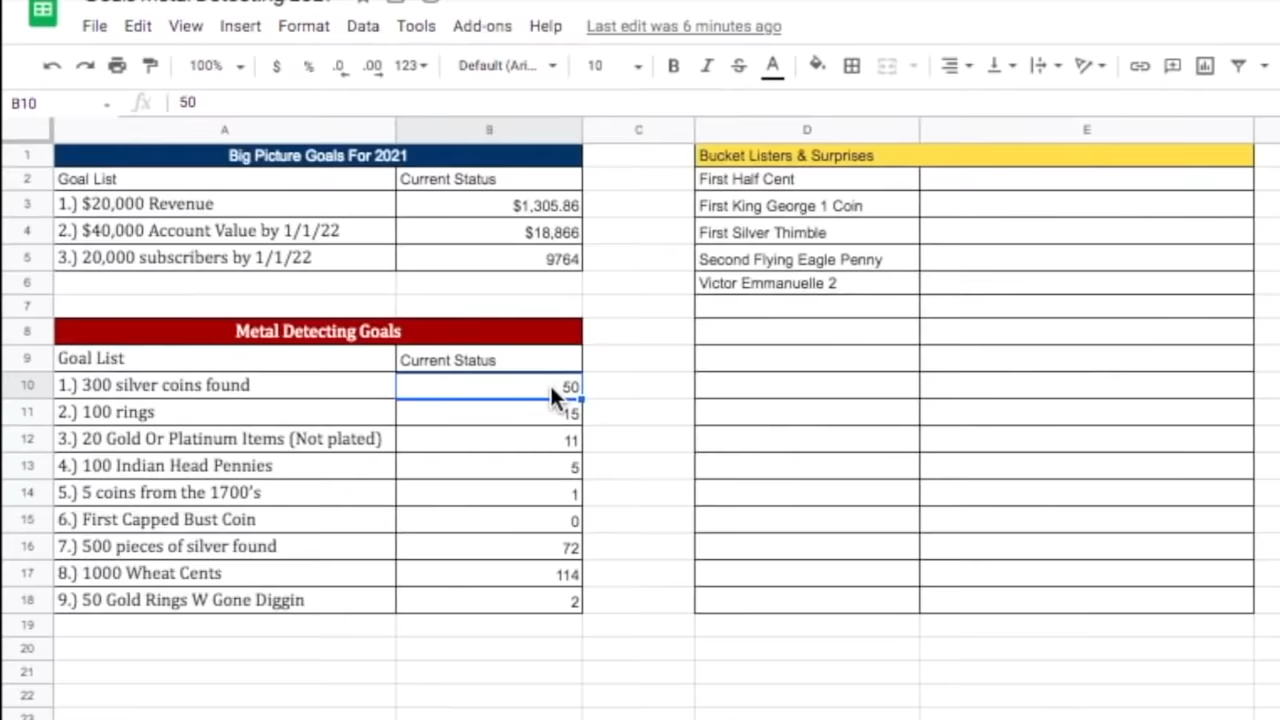 File Edit View Insert Format Data Tools Add-ons Help Last edit was 6 minutes ago
100% $ % .0 .00 123 Default (Ari... 10 B I S A
B10 fx 50
A B C D E
1 Big Picture Goals For 2021 Bucket Listers & Surprises
2 Goal List Current Status First Half Cent
3 1.) $20,000 Revenue $1,305.86 First King George 1 Coin
4 2.) $40,000 Account Value by 1/1/22 $18,866 First Silver Thimble
5 3.) 20,000 subscribers by 1/1/22 9764 Second Flying Eagle Penny
6 Victor Emmanuelle 2
7
8 Metal Detecting Goals
9 Goal List Current Status
10 1.) 300 silver coins found 50
11 2.) 100 rings 15
12 3.) 20 Gold Or Platinum Items (Not plated) 11
13 4.) 100 Indian Head Pennies 5
14 5.) 5 coins from the 1700's 1
15 6.) First Capped Bust Coin 0
16 7.) 500 pieces of silver found 72
17 8.) 1000 Wheat Cents 114
18 9.) 50 Gold Rings W Gone Diggin 2
19
20
21
22
23